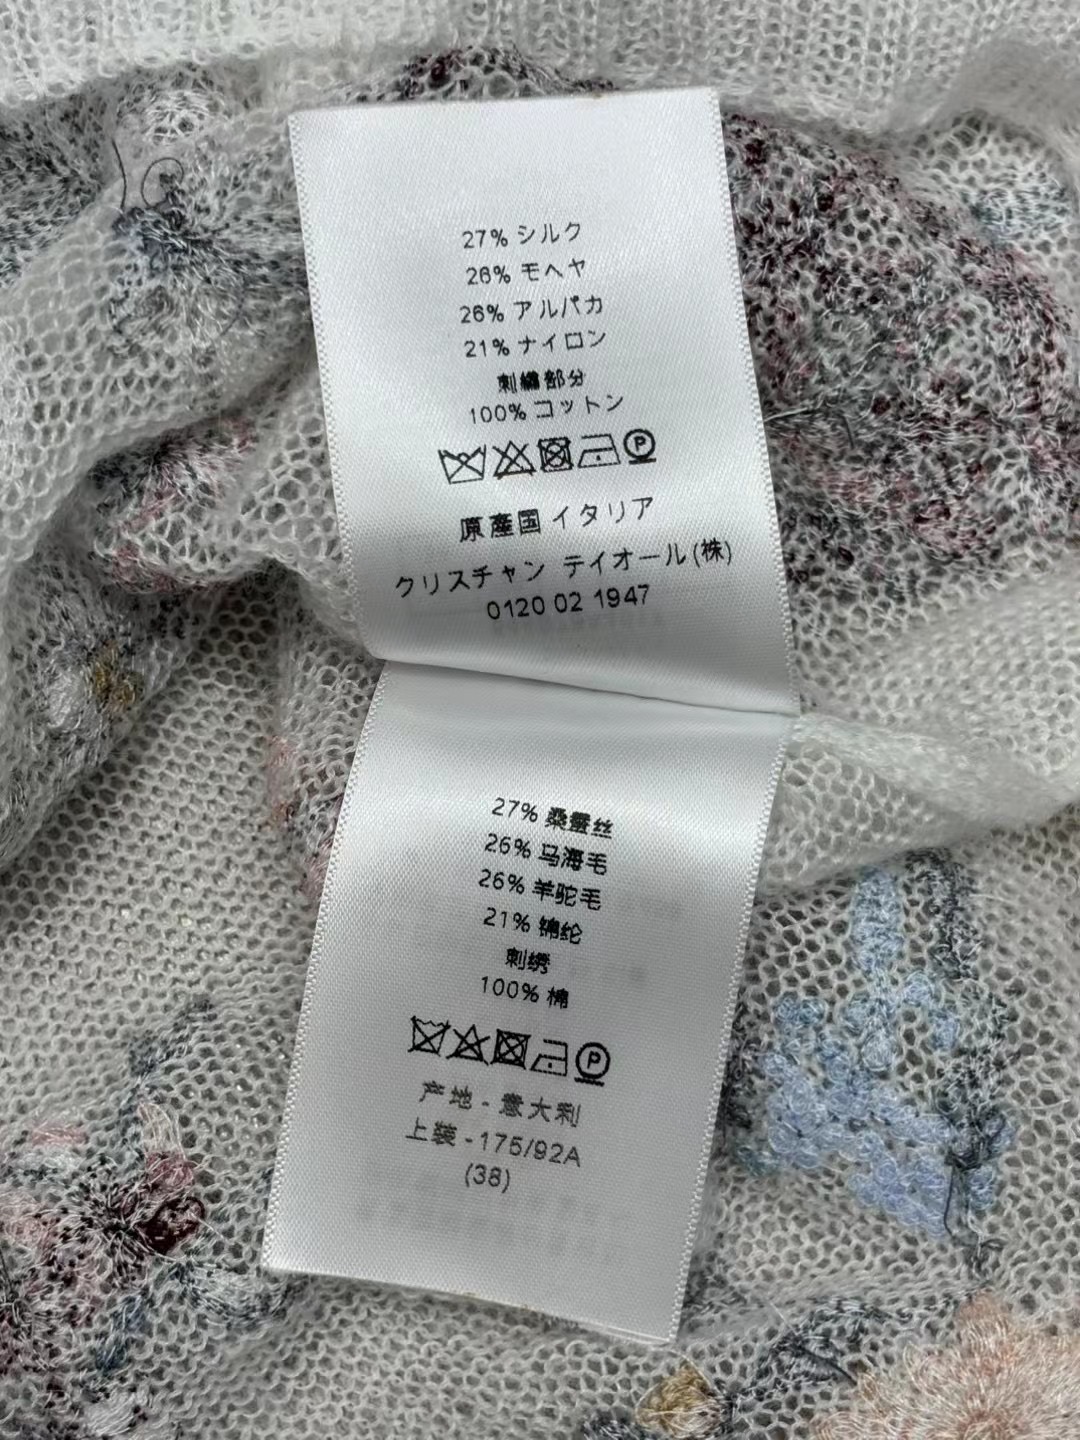 27% シルク
26% モヘヤ
26% アルパカ
21% ナイロン
刺繍部分
100% コットン
P
原産国 イタリア
クリスチャン ディオール(株)
0120 02 1947
27% 桑蚕丝
26% 马海毛
26% 羊驼毛
21% 锦纶
刺绣
100% 棉
P
产地 - 意大利
上装 - 175/92A
(38)